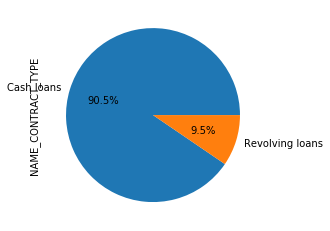 Cash loans
90.5%
9.5%
Revolving loans
NAME_CONTRACT_TYPE